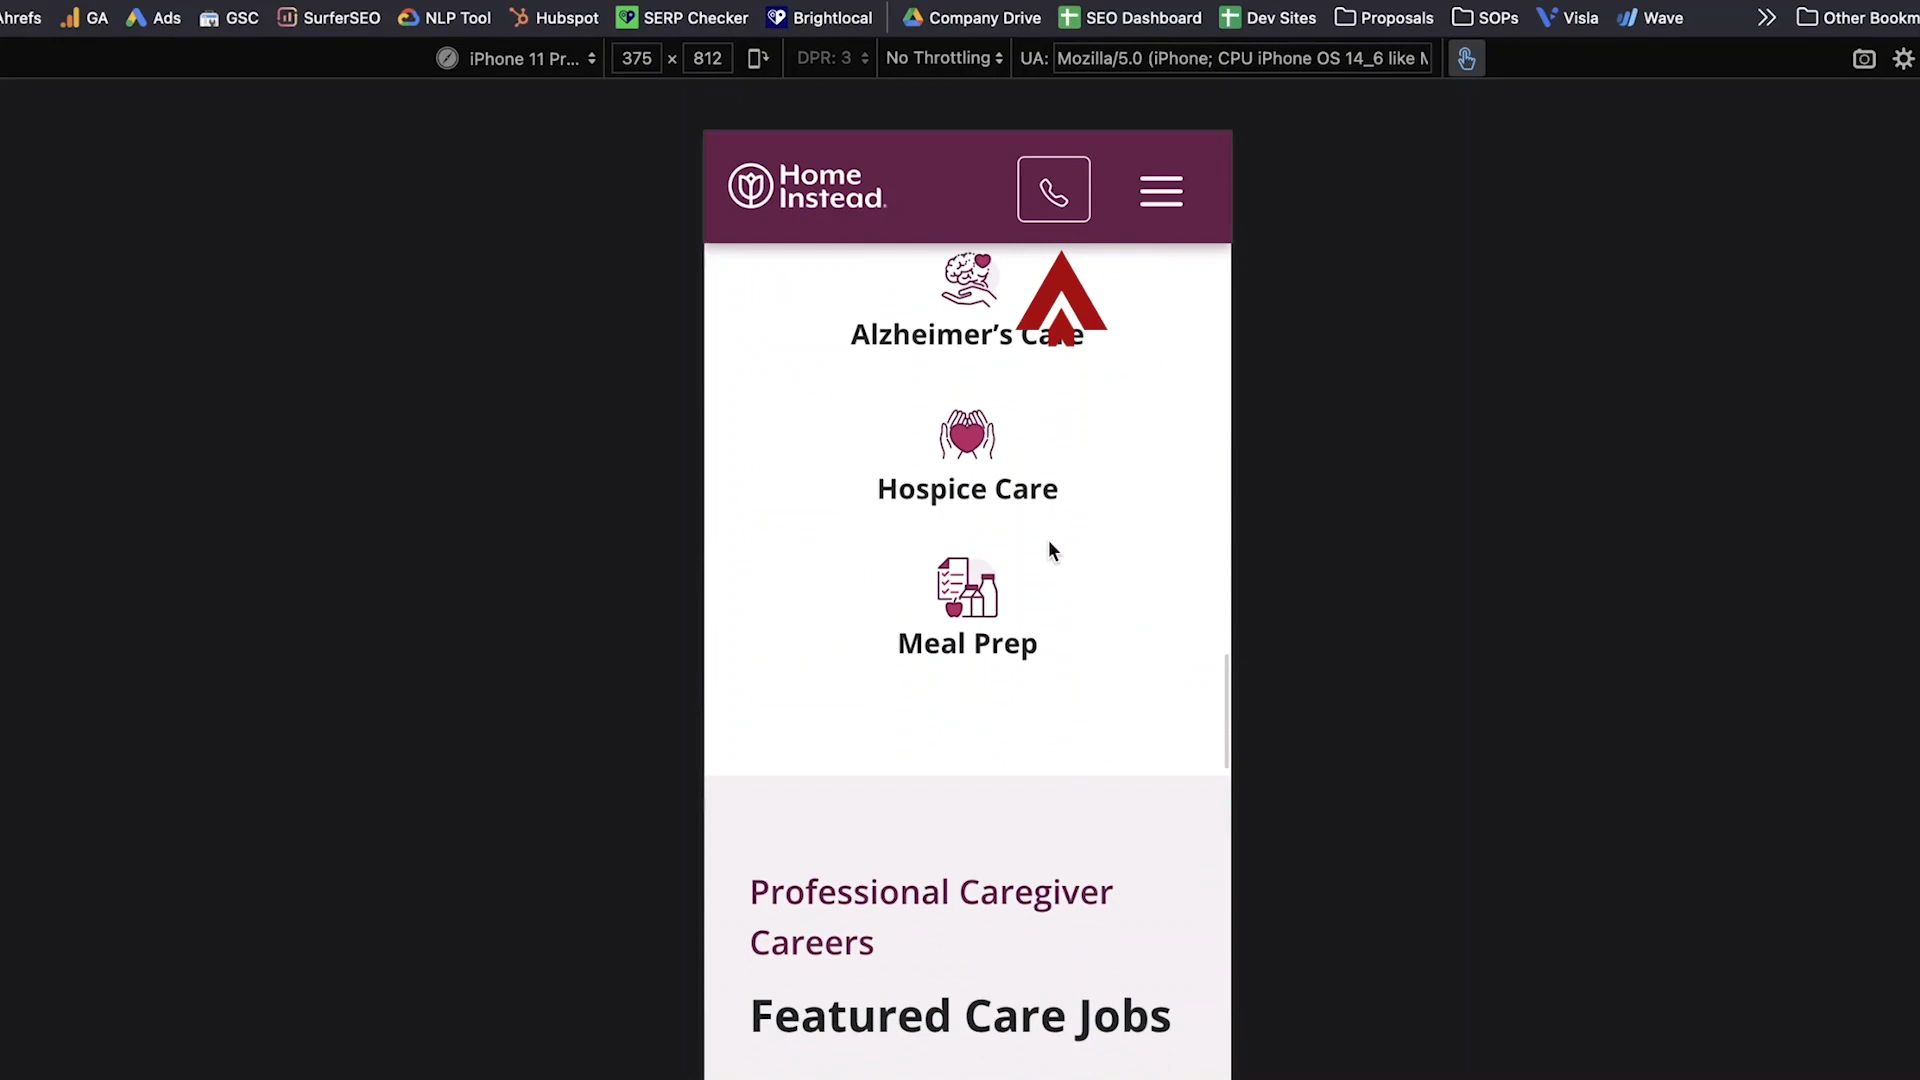 Ahrefs GA Ads GSC SurferSEO NLP Tool Hubspot SERP Checker Brightlocal Company Drive SEO Dashboard Dev Sites Proposals SOPs Visla Wave Other Bookm
iPhone 11 Pr... 375 x 812 DPR: 3 No Throttling UA: Mozilla/5.0 (iPhone; CPU iPhone OS 14_6 like M
Home
Instead
Alzheimer's Care
Hospice Care
Meal Prep
Professional Caregiver
Careers
Featured Care Jobs